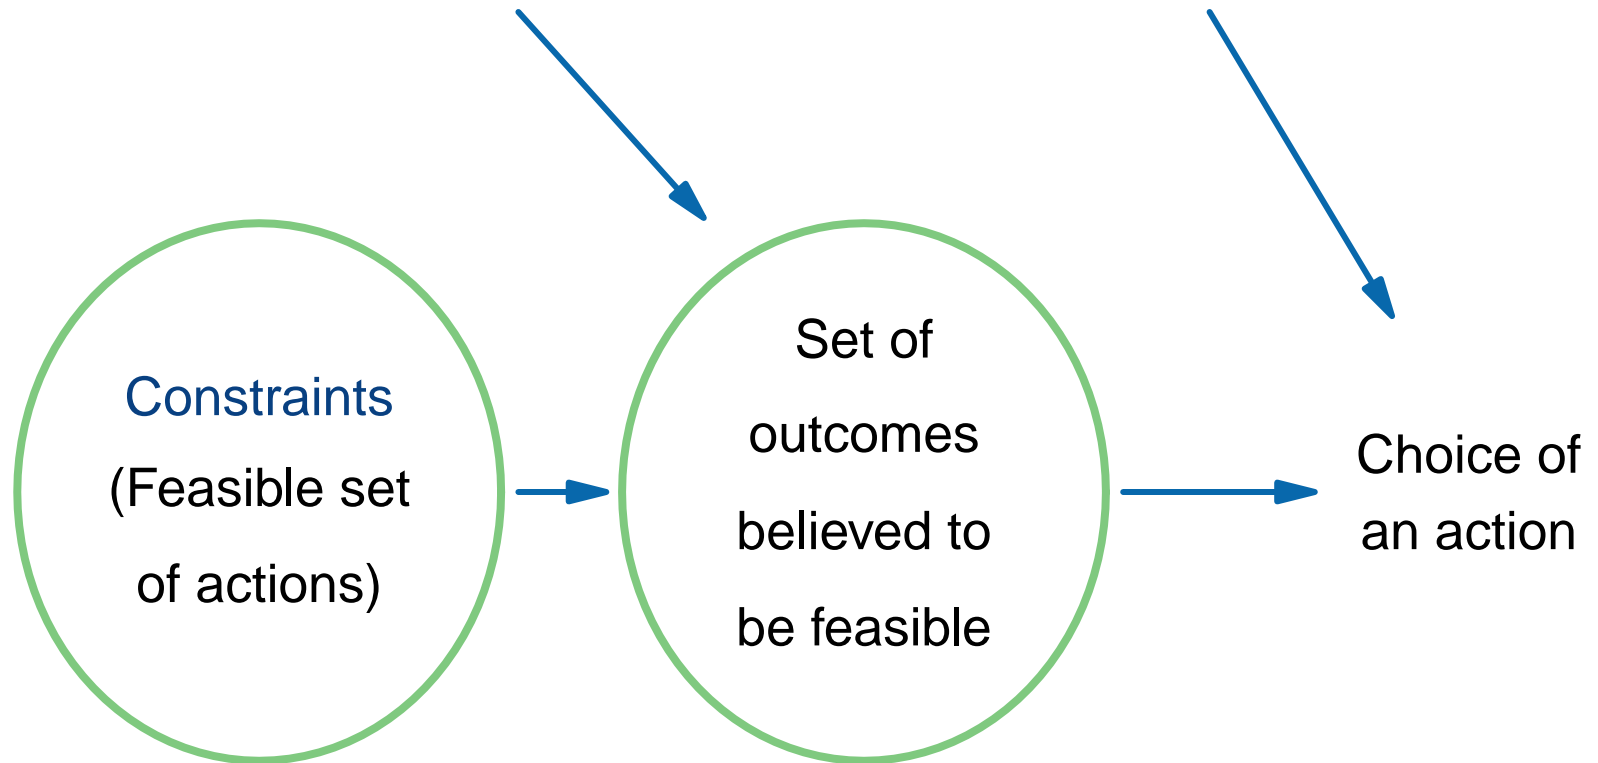 Constraints
(Feasible set
of actions)
Set of
outcomes
believed to
be feasible
Choice of
an action